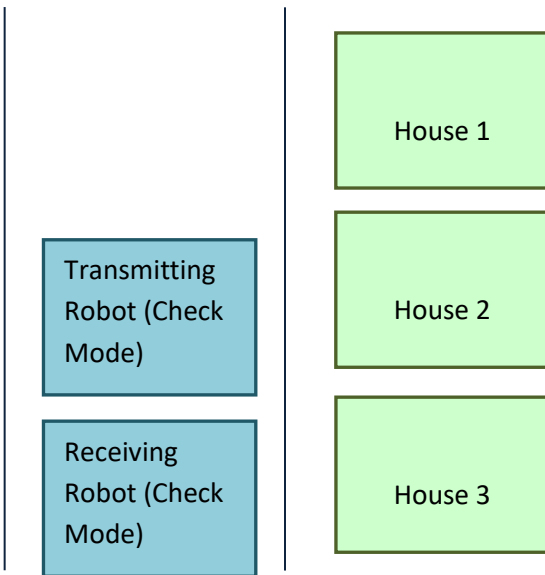 House 1
Transmitting
Robot (Check
Mode)
House 2
Receiving
Robot (Check
Mode)
House 3